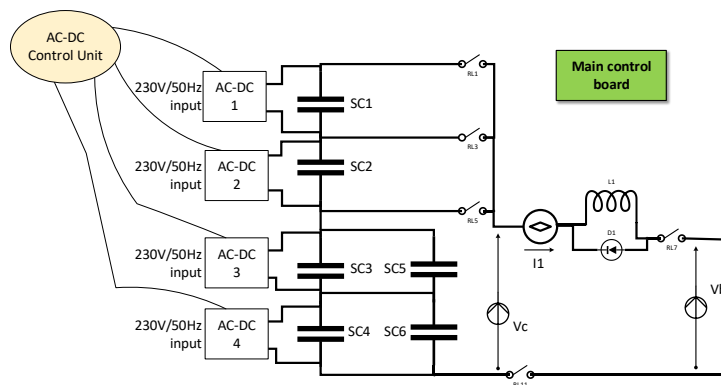 AC-DC
Control Unit
230V/50Hz
input
AC-DC
1
SC1
RL1
Main control
board
230V/50Hz
input
AC-DC
2
SC2
RL3
L1
RL5
D1
I1
RL7
230V/50Hz
input
AC-DC
3
SC3
SC5
Vc
230V/50Hz
input
AC-DC
4
SC4
SC6
RL11